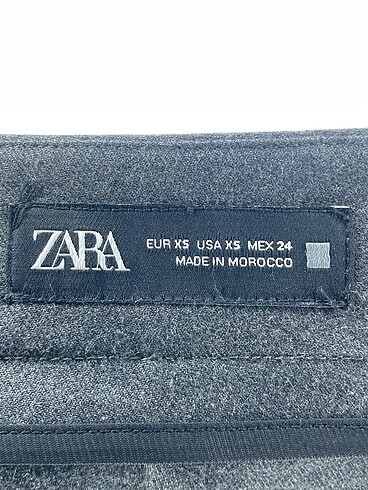 ZARA
EUR XS USA XS MEX 24
MADE IN MOROCCO